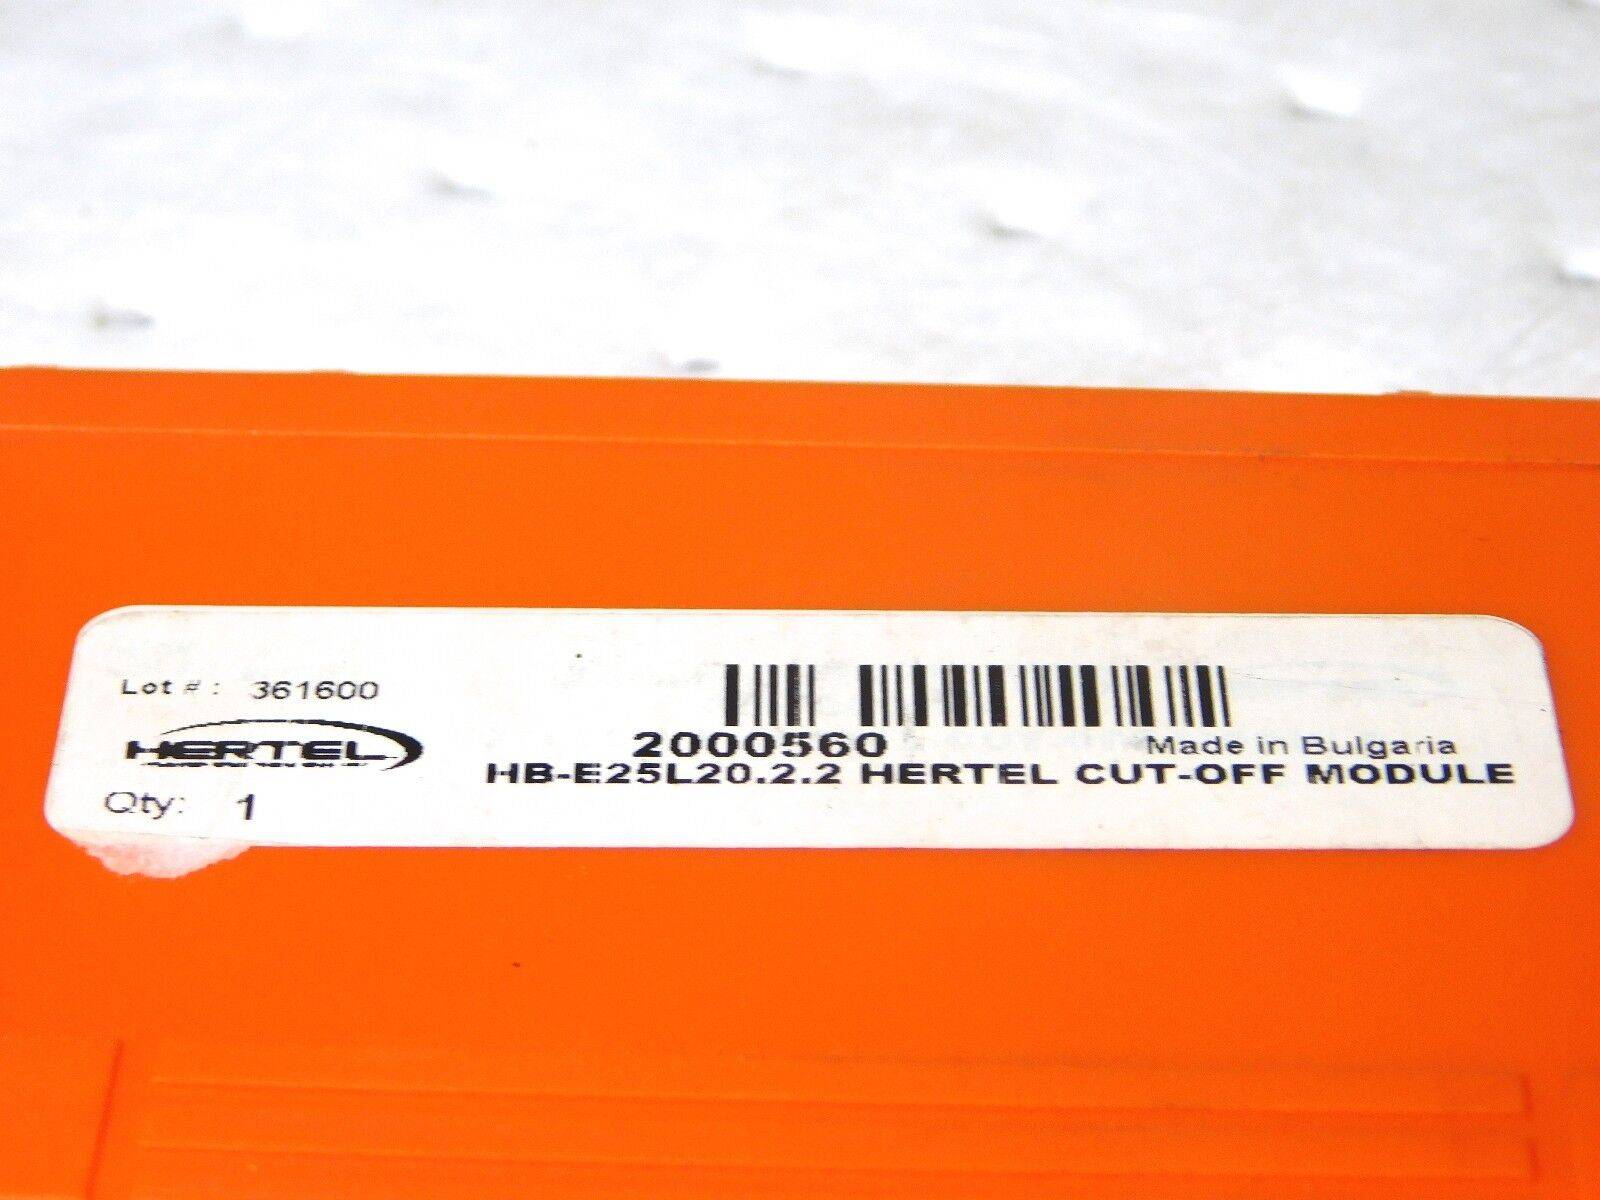 Lot #: 361600
HERTEL
2000560
Made in Bulgaria
HB-E25L20.2.2 HERTEL CUT-OFF MODULE
Qty: 1